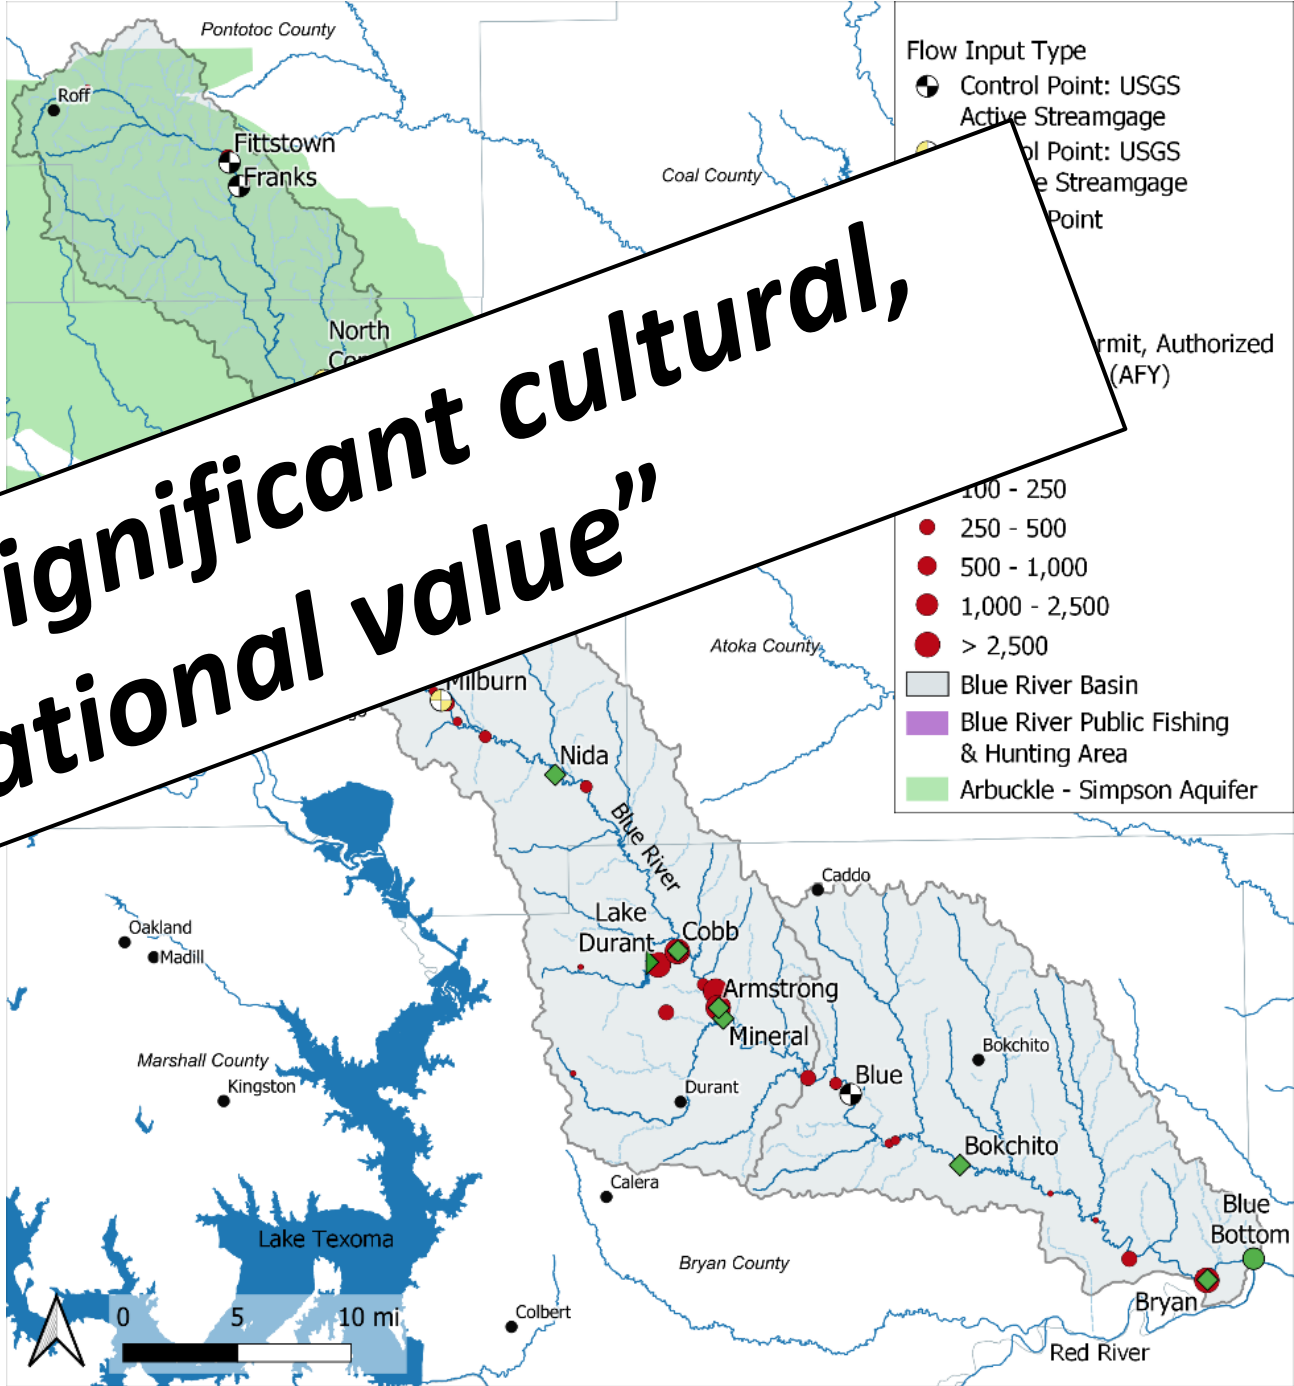 Pontotoc County
Roff
Fittstown
Franks
Coal County
North
Flow Input Type
Control Point: USGS
Active Streamgage
Point: USGS
Streamgage
Point
Authorized
(AFY)
100 - 250
250 - 500
500 - 1,000
1,000 - 2,500
> 2,500
Blue River Basin
Blue River Public Fishing
& Hunting Area
Arbuckle - Simpson Aquifer
ignificant cultural,
ational value”
Atoka County
Milburn
Nida
Blue River
Caddo
Lake
Durant
Cobb
Armstrong
Mineral
Oakland
Madill
Marshall County
Kingston
Durant
Blue
Bokchito
Bokchito
Calera
Lake Texoma
Bryan County
Blue
Bottom
Bryan
Colbert
Red River
0 5 10 mi